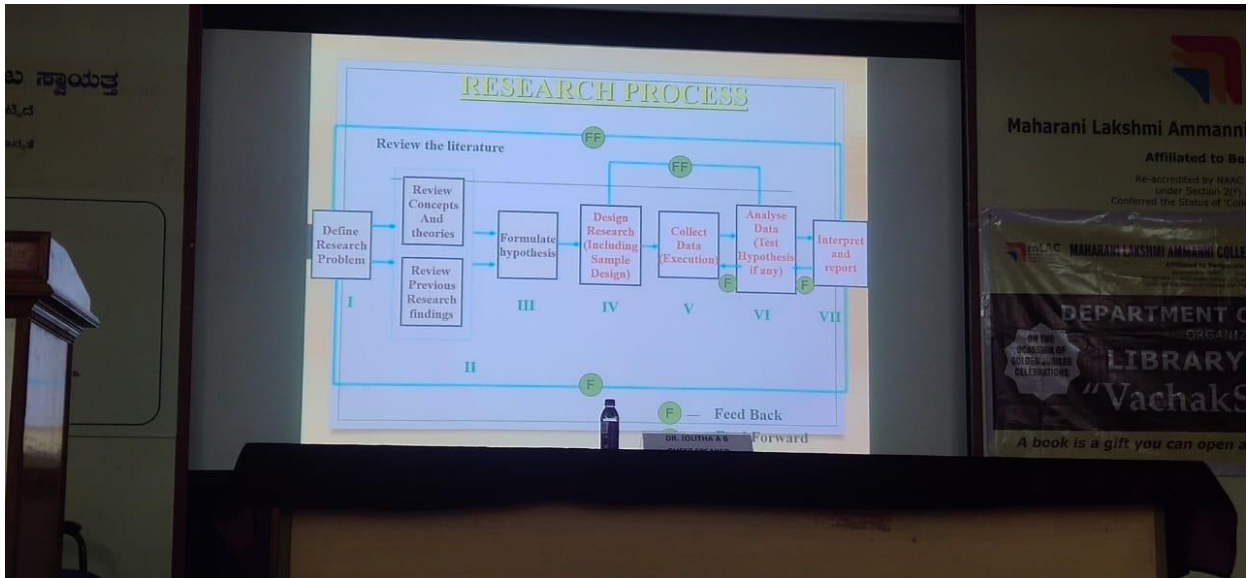 ಸ್ವಾಯತ್ತ
RESEARCH PROCESS
FF
Review the literature
FF
Define
Research
Problem
I
Review
Concepts
And
theories
Review
Previous
Research
findings
II
Formulate
hypothesis
III
Design
Research
(Including
Sample
Design)
IV
Collect
Data
(Execution)
V
F
Analyse
Data
(Test
Hypothesis
if any)
VI
F
Interpret
and
report
VII
F
F — Feed Back
Forward
DR. JOLITHA A B
GUEST SPEAKER
Maharani Lakshmi Ammanni
Affiliated to Be
Re-accredited by NAAC
under Section 2(f)
Conferred the Status of 'Colle
mLAC MAHARANI LAKSHMI AMMANNI COLLE
DEPARTMENT O
ORGANIZ
ON THE
OCASSION OF
GOLDEN JUBILEE
CELEBRATIONS
LIBRARY
"VachakS
A book is a gift you can open a